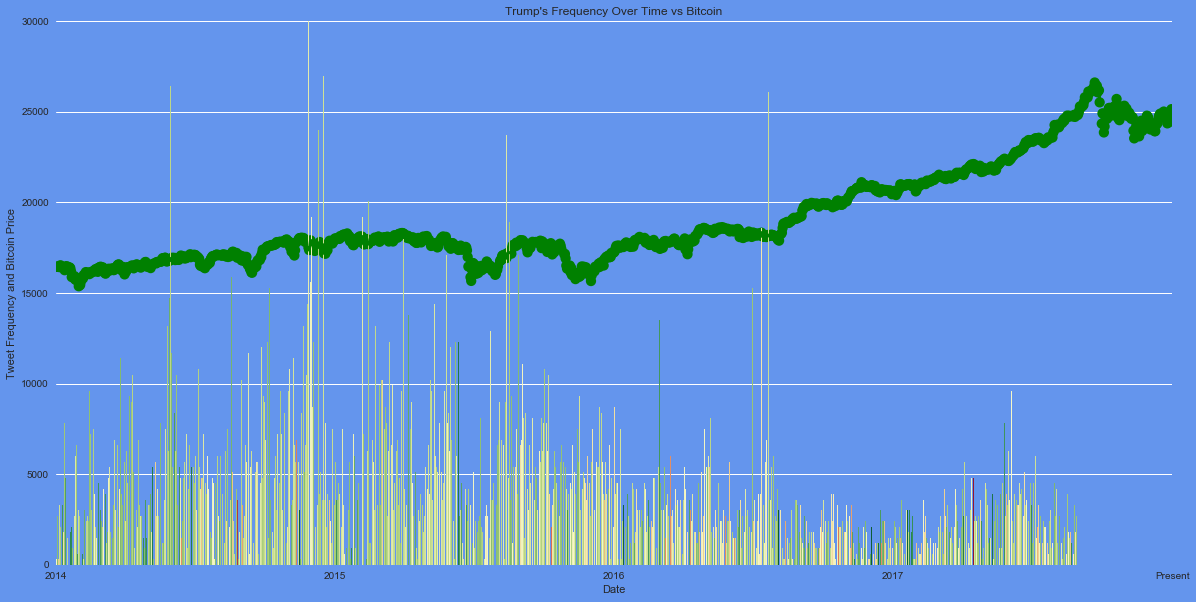 Trump's Frequency Over Time vs Bitcoin
Tweet Frequency and Bitcoin Price
30000
25000
20000
15000
10000
5000
0
2014
2015
2016
2017
Present
Date